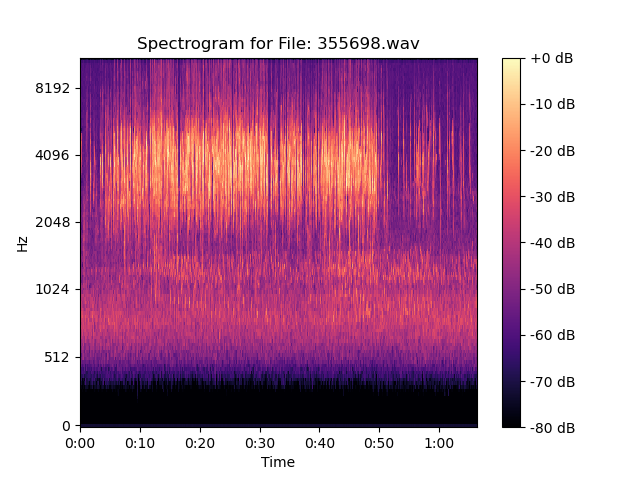 Spectrogram for File: 355698.wav
Hz
8192
4096
2048
1024
512
0
0:00 0:10 0:20 0:30 0:40 0:50 1:00
Time
+0 dB
-10 dB
-20 dB
-30 dB
-40 dB
-50 dB
-60 dB
-70 dB
-80 dB